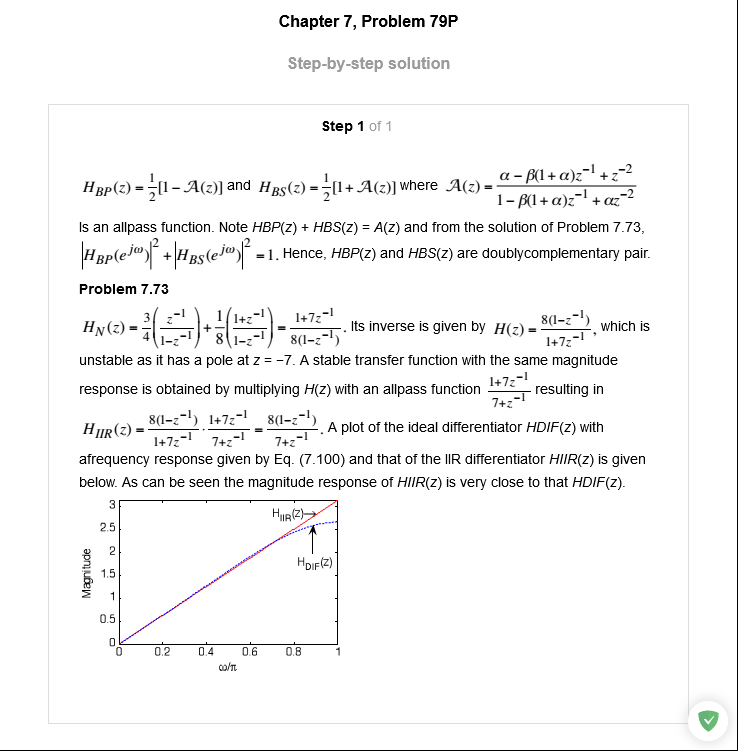 Chapter 7, Problem 79P
Step-by-step solution
Step 1 of 1
H_{BP}(z) = \frac{1}{2}[1 - \mathcal{A}(z)] and H_{BS}(z) = \frac{1}{2}[1 + \mathcal{A}(z)] where \mathcal{A}(z) = \frac{\alpha - \beta(1+\alpha)z^{-1} + z^{-2}}{1 - \beta(1+\alpha)z^{-1} + \alpha z^{-2}}
Is an allpass function. Note HBP(z) + HBS(z) = A(z) and from the solution of Problem 7.73,
|H_{BP}(e^{j\omega})|^2 + |H_{BS}(e^{j\omega})|^2 = 1. Hence, HBP(z) and HBS(z) are doublycomplementary pair.
Problem 7.73
H_N(z) = \frac{3}{4}\left(\frac{z^{-1}}{1-z^{-1}}\right) + \frac{1}{8}\left(\frac{1+z^{-1}}{1-z^{-1}}\right) = \frac{1+7z^{-1}}{8(1-z^{-1})}. Its inverse is given by H(z) = \frac{8(1-z^{-1})}{1+7z^{-1}}, which is
unstable as it has a pole at z = –7. A stable transfer function with the same magnitude
response is obtained by multiplying H(z) with an allpass function \frac{1+7z^{-1}}{7+z^{-1}} resulting in
H_{IIR}(z) = \frac{8(1-z^{-1})}{1+7z^{-1}} \cdot \frac{1+7z^{-1}}{7+z^{-1}} = \frac{8(1-z^{-1})}{7+z^{-1}}. A plot of the ideal differentiator HDIF(z) with
afrequency response given by Eq. (7.100) and that of the IIR differentiator HIIR(z) is given
below. As can be seen the magnitude response of HIIR(z) is very close to that HDIF(z).
3
H_{IIR}(z)
2.5
2
H_{DIF}(z)
1.5
Magnitude
1
0.5
0
0 0.2 0.4 0.6 0.8 1
ω/π